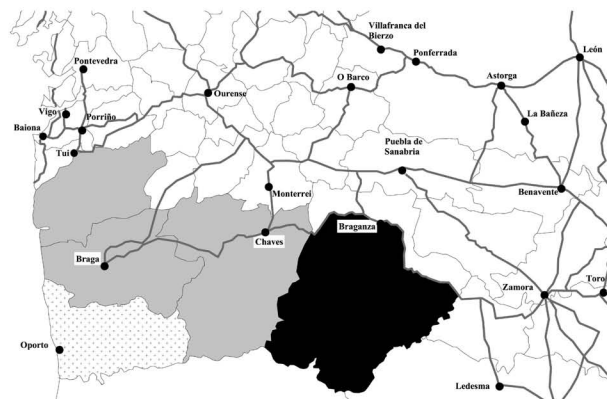 Villafranca del
Bierzo
León
Pontevedra
Ponferrada
O Barco
Astorga
Ourense
Vigo
Porriño
La Bañeza
Baiona
Puebla de
Sanabria
Tui
Benavente
Monterrei
Braganza
Chaves
Braga
Toro
Zamora
Oporto
Ledesma